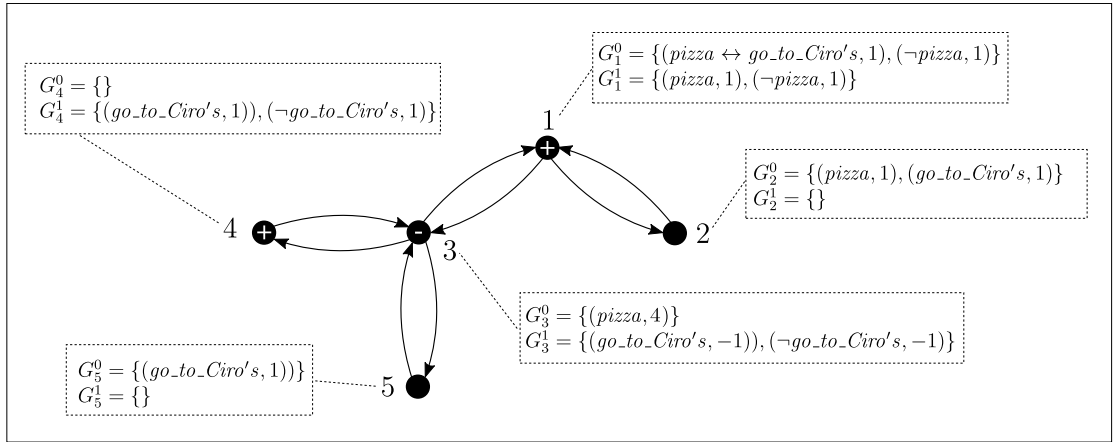 G_1^0 = {(pizza ↔ go_to_Ciro's, 1), (¬pizza, 1)}
G_1^1 = {(pizza, 1), (¬pizza, 1)}
G_4^0 = {}
G_4^1 = {(go_to_Ciro's, 1)), (¬go_to_Ciro's, 1)}
1
+
G_2^0 = {(pizza, 1), (go_to_Ciro's, 1)}
G_2^1 = {}
4
+
-
3
2
G_3^0 = {(pizza, 4)}
G_3^1 = {(go_to_Ciro's, −1)), (¬go_to_Ciro's, −1)}
G_5^0 = {(go_to_Ciro's, 1))}
G_5^1 = {}
5